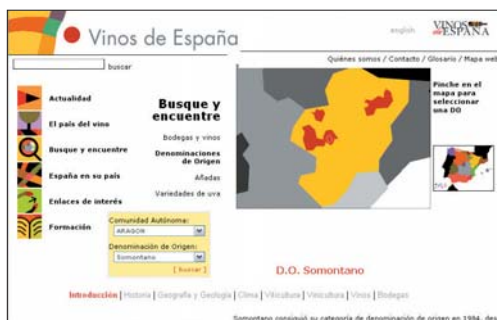 Vinos de España
english
VINOS
de ESPAÑA
buscar
Quiénes somos / Contacto / Glosario / Mapa web
Actualidad
El país del vino
Busque y encuentre
España en su país
Enlaces de interés
Formación
Busque y
encuentre
Bodegas y vinos
Denominaciones
de Origen
Añadas
Variedades de uva
Pinche en el
mapa para
seleccionar
una DO
Comunidad Autónoma:
ARAGON
Denominación de Origen:
Somontano
[ buscar ]
D.O. Somontano
Introducción | Historia | Geografía y Geología | Clima | Viticultura | Vinicultura | Vinos | Bodegas
Somontano consiguió su categoría de denominación de origen en 1984, des